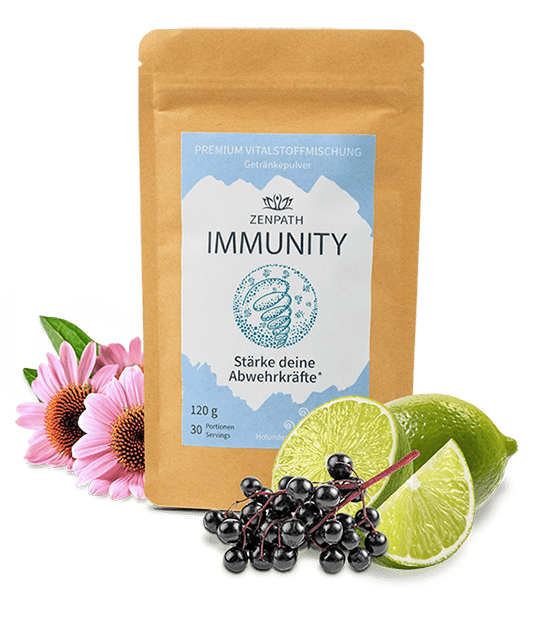 PREMIUM VITALSTOFFMISCHUNG
Getränkepulver
ZENPATH
IMMUNITY
Stärke deine
Abwehrkräfte*
120 g
30 Portionen
Servings